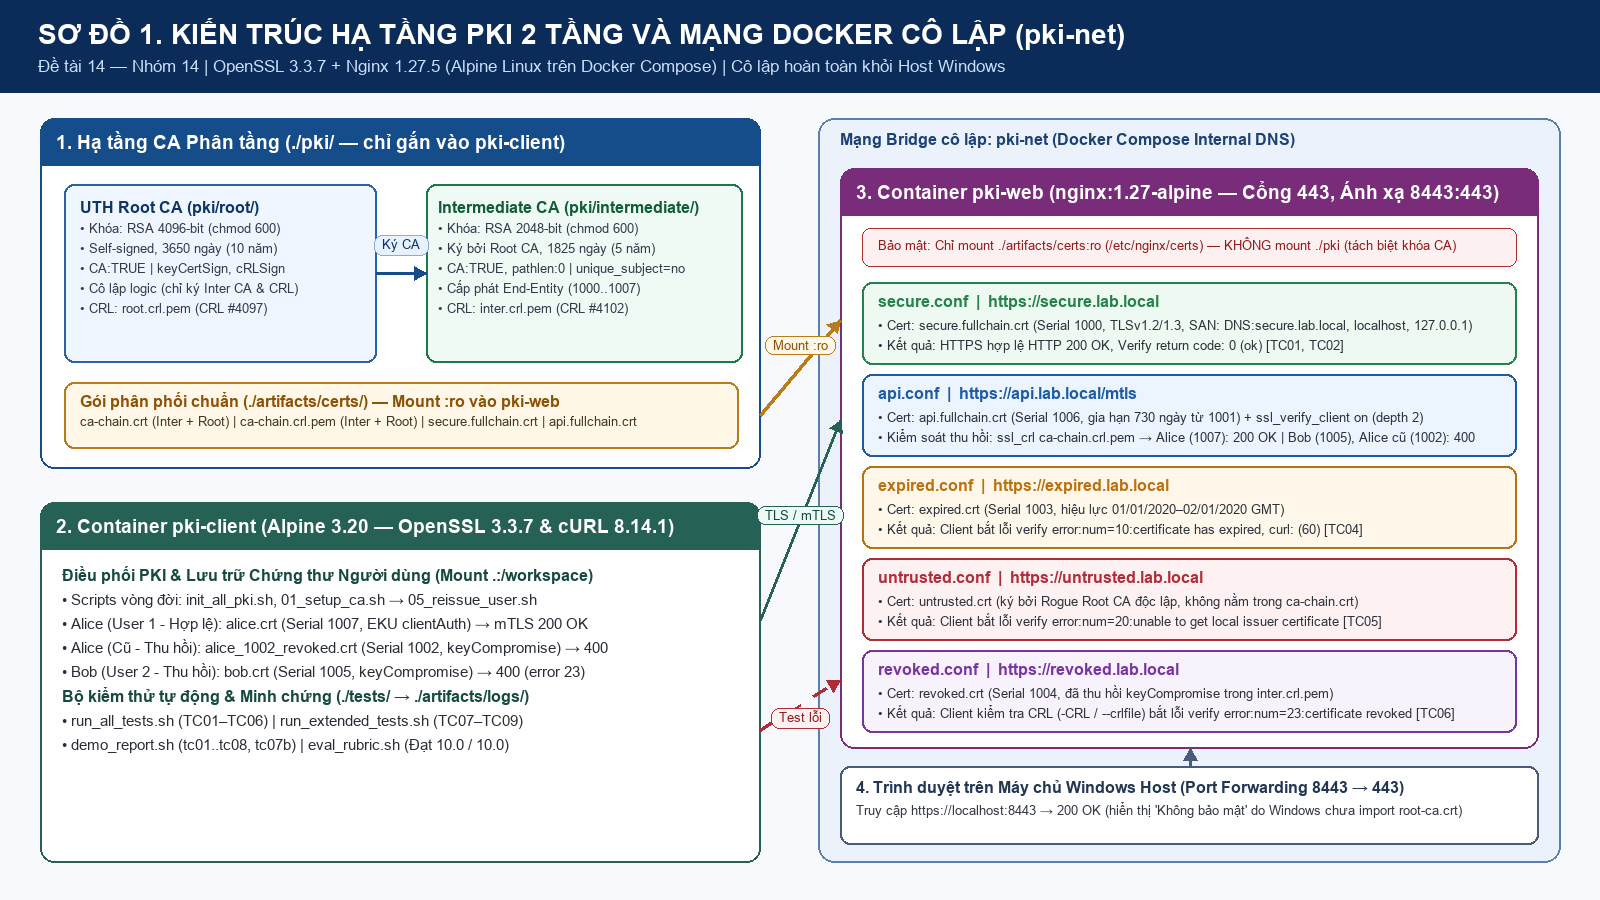 SƠ ĐỒ 1. KIẾN TRÚC HẠ TẦNG PKI 2 TẦNG VÀ MẠNG DOCKER CÔ LẬP (pki-net)
Đề tài 14 — Nhóm 14 | OpenSSL 3.3.7 + Nginx 1.27.5 (Alpine Linux trên Docker Compose) | Cô lập hoàn toàn khỏi Host Windows
1. Hạ tầng CA Phân tầng (./pki/ — chỉ gắn vào pki-client)
UTH Root CA (pki/root/)
• Khóa: RSA 4096-bit (chmod 600)
• Self-signed, 3650 ngày (10 năm)
• CA:TRUE | keyCertSign, cRLSign
• Cô lập logic (chỉ ký Inter CA & CRL)
• CRL: root.crl.pem (CRL #4097)
Ký CA
Intermediate CA (pki/intermediate/)
• Khóa: RSA 2048-bit (chmod 600)
• Ký bởi Root CA, 1825 ngày (5 năm)
• CA:TRUE, pathlen:0 | unique_subject=no
• Cấp phát End-Entity (1000..1007)
• CRL: inter.crl.pem (CRL #4102)
Gói phân phối chuẩn (./artifacts/certs/) — Mount :ro vào pki-web
ca-chain.crt (Inter + Root) | ca-chain.crl.pem (Inter + Root) | secure.fullchain.crt | api.fullchain.crt
2. Container pki-client (Alpine 3.20 — OpenSSL 3.3.7 & cURL 8.14.1)
Điều phối PKI & Lưu trữ Chứng thư Người dùng (Mount .:/workspace)
• Scripts vòng đời: init_all_pki.sh, 01_setup_ca.sh → 05_reissue_user.sh
• Alice (User 1 - Hợp lệ): alice.crt (Serial 1007, EKU clientAuth) → mTLS 200 OK
• Alice (Cũ - Thu hồi): alice_1002_revoked.crt (Serial 1002, keyCompromise) → 400
• Bob (User 2 - Thu hồi): bob.crt (Serial 1005, keyCompromise) → 400 (error 23)
Bộ kiểm thử tự động & Minh chứng (./tests/ → ./artifacts/logs/)
• run_all_tests.sh (TC01–TC06) | run_extended_tests.sh (TC07–TC09)
• demo_report.sh (tc01..tc08, tc07b) | eval_rubric.sh (Đạt 10.0 / 10.0)
Mount :ro
TLS / mTLS
Test lỗi
Mạng Bridge cô lập: pki-net (Docker Compose Internal DNS)
3. Container pki-web (nginx:1.27-alpine — Cổng 443, Ánh xạ 8443:443)
Bảo mật: Chỉ mount ./artifacts/certs:ro (/etc/nginx/certs) — KHÔNG mount ./pki (tách biệt khóa CA)
secure.conf | https://secure.lab.local
• Cert: secure.fullchain.crt (Serial 1000, TLSv1.2/1.3, SAN: DNS:secure.lab.local, localhost, 127.0.0.1)
• Kết quả: HTTPS hợp lệ HTTP 200 OK, Verify return code: 0 (ok) [TC01, TC02]
api.conf | https://api.lab.local/mtls
• Cert: api.fullchain.crt (Serial 1006, gia hạn 730 ngày từ 1001) + ssl_verify_client on (depth 2)
• Kiểm soát thu hồi: ssl_crl ca-chain.crl.pem → Alice (1007): 200 OK | Bob (1005), Alice cũ (1002): 400
expired.conf | https://expired.lab.local
• Cert: expired.crt (Serial 1003, hiệu lực 01/01/2020–02/01/2020 GMT)
• Kết quả: Client bắt lỗi verify error:num=10:certificate has expired, curl: (60) [TC04]
untrusted.conf | https://untrusted.lab.local
• Cert: untrusted.crt (ký bởi Rogue Root CA độc lập, không nằm trong ca-chain.crt)
• Kết quả: Client bắt lỗi verify error:num=20:unable to get local issuer certificate [TC05]
revoked.conf | https://revoked.lab.local
• Cert: revoked.crt (Serial 1004, đã thu hồi keyCompromise trong inter.crl.pem)
• Kết quả: Client kiểm tra CRL (-CRL / --crlfile) bắt lỗi verify error:num=23:certificate revoked [TC06]
4. Trình duyệt trên Máy chủ Windows Host (Port Forwarding 8443 → 443)
Truy cập https://localhost:8443 → 200 OK (hiển thị 'Không bảo mật' do Windows chưa import root-ca.crt)